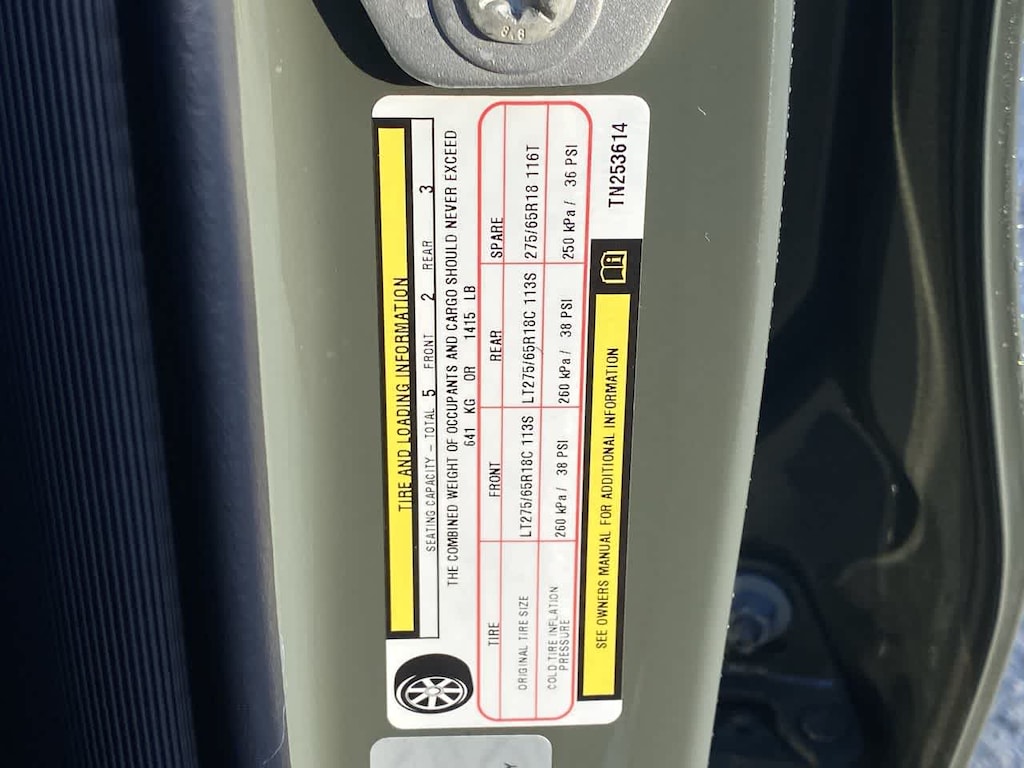 TIRE AND LOADING INFORMATION
SEATING CAPACITY – TOTAL 5 FRONT 2 REAR 3
THE COMBINED WEIGHT OF OCCUPANTS AND CARGO SHOULD NEVER EXCEED
641 KG OR 1415 LB
TIRE FRONT REAR SPARE
ORIGINAL TIRE SIZE LT275/65R18C 113S LT275/65R18C 113S 275/65R18 116T
COLD TIRE INFLATION PRESSURE 260 kPa / 38 PSI 260 kPa / 38 PSI 250 kPa / 36 PSI
SEE OWNERS MANUAL FOR ADDITIONAL INFORMATION
TN253614